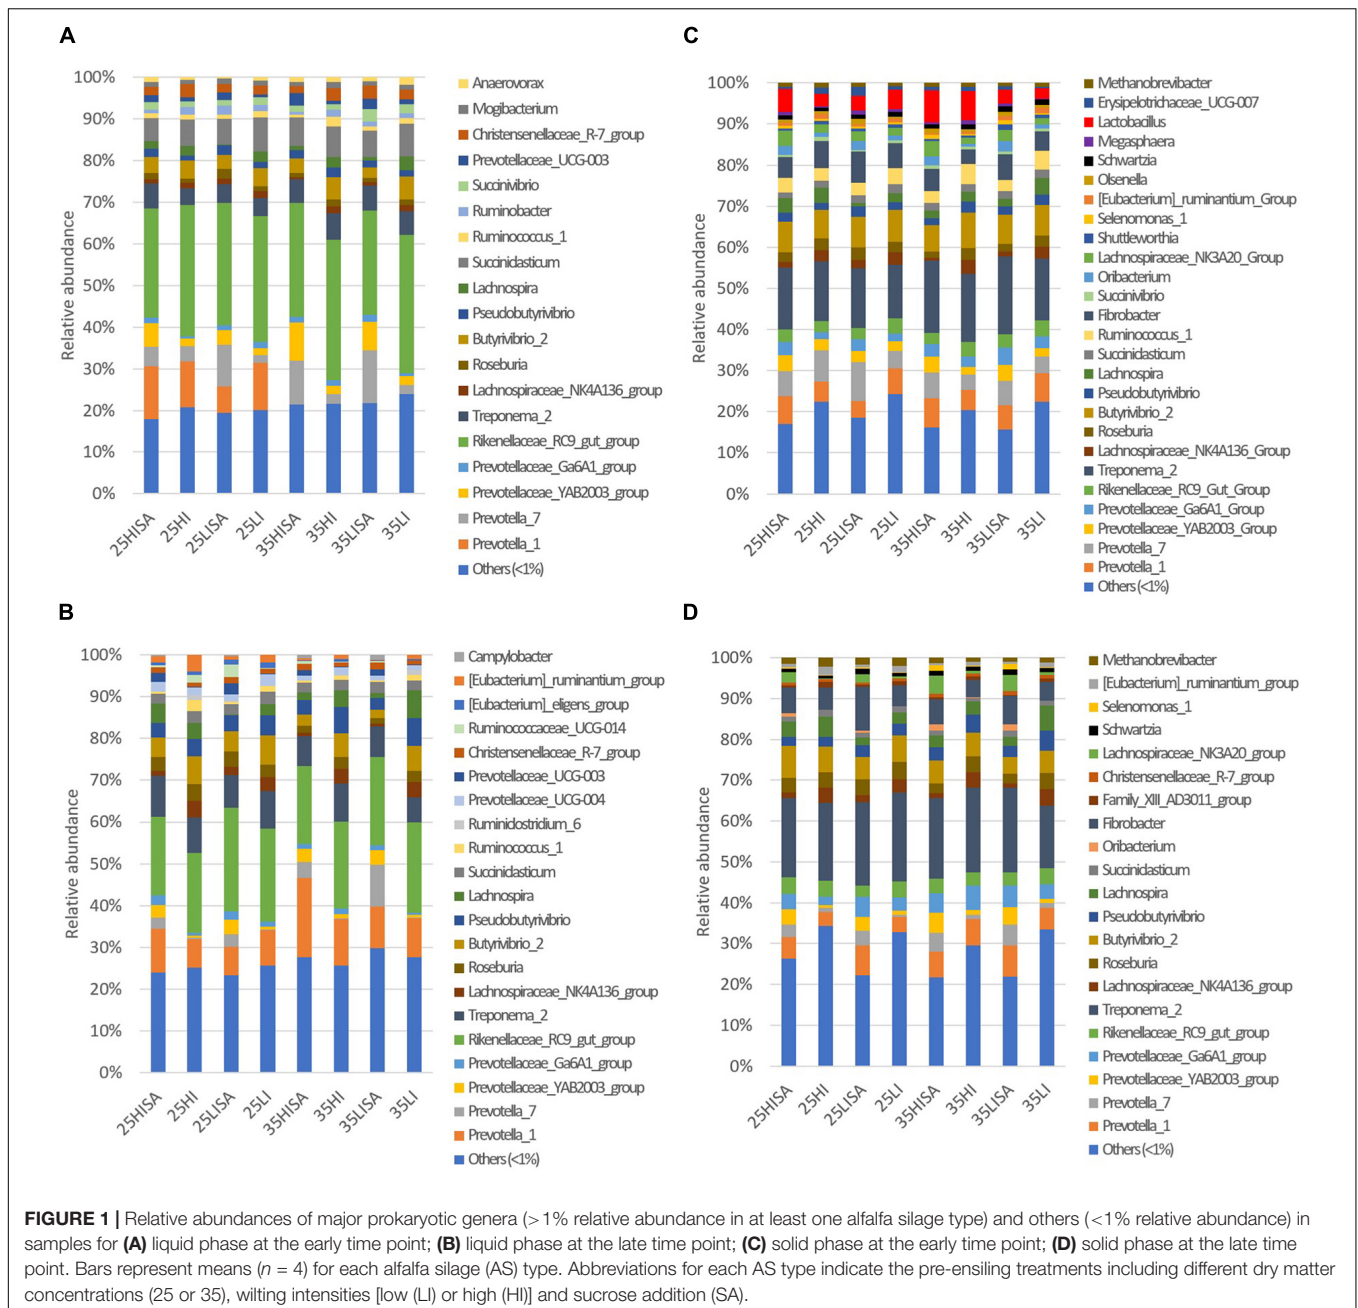 A
100%
90%
80%
70%
60%
50%
40%
30%
20%
10%
0%
Relative abundance
25HISA
25HI
25LISA
25LI
35HISA
35HI
35LISA
35LI
Anaerovorax
Mogibacterium
Christensenellaceae_R-7_group
Prevotellaceae_UCG-003
Succinivibrio
Ruminobacter
Ruminococcus_1
Succiniclasticum
Lachnospira
Pseudobutyrivibrio
Butyrivibrio_2
Roseburia
Lachnospiraceae_NK4A136_group
Treponema_2
Rikenellaceae_RC9_gut_group
Prevotellaceae_Ga6A1_group
Prevotellaceae_YAB2003_group
Prevotella_7
Prevotella_1
Others (<1%)
C
100%
90%
80%
70%
60%
50%
40%
30%
20%
10%
0%
Relative abundance
25HISA
25HI
25LISA
25LI
35HISA
35HI
35LISA
35LI
Methanobrevibacter
Erysipelotrichaceae_UCG-007
Lactobacillus
Megasphaera
Schwartzia
Olsenella
[Eubacterium]_ruminantium_Group
Selenomonas_1
Shuttleworthia
Lachnospiraceae_NK3A20_Group
Oribacterium
Succinivibrio
Fibrobacter
Ruminococcus_1
Succiniclasticum
Lachnospira
Pseudobutyrivibrio
Butyrivibrio_2
Roseburia
Lachnospiraceae_NK4A136_Group
Treponema_2
Rikenellaceae_RC9_Gut_Group
Prevotellaceae_Ga6A1_Group
Prevotellaceae_YAB2003_Group
Prevotella_7
Prevotella_1
Others (<1%)
B
100%
90%
80%
70%
60%
50%
40%
30%
20%
10%
0%
Relative abundance
25HISA
25HI
25LISA
25LI
35HISA
35HI
35LISA
35LI
Campylobacter
[Eubacterium]_ruminantium_group
[Eubacterium]_eligens_group
Ruminococcaceae_UCG-014
Christensenellaceae_R-7_group
Prevotellaceae_UCG-003
Prevotellaceae_UCG-004
Ruminiclostridium_6
Ruminococcus_1
Succiniclasticum
Lachnospira
Pseudobutyrivibrio
Butyrivibrio_2
Roseburia
Lachnospiraceae_NK4A136_group
Treponema_2
Rikenellaceae_RC9_gut_group
Prevotellaceae_Ga6A1_group
Prevotellaceae_YAB2003_group
Prevotella_7
Prevotella_1
Others (<1%)
D
100%
90%
80%
70%
60%
50%
40%
30%
20%
10%
0%
Relative abundance
25HISA
25HI
25LISA
25LI
35HISA
35HI
35LISA
35LI
Methanobrevibacter
[Eubacterium]_ruminantium_group
Selenomonas_1
Schwartzia
Lachnospiraceae_NK3A20_group
Christensenellaceae_R-7_group
Family_XIII_AD3011_group
Fibrobacter
Oribacterium
Succiniclasticum
Lachnospira
Pseudobutyrivibrio
Butyrivibrio_2
Roseburia
Lachnospiraceae_NK4A136_group
Treponema_2
Rikenellaceae_RC9_gut_group
Prevotellaceae_Ga6A1_group
Prevotellaceae_YAB2003_group
Prevotella_7
Prevotella_1
Others (<1%)
FIGURE 1 | Relative abundances of major prokaryotic genera (>1% relative abundance in at least one alfalfa silage type) and others (<1% relative abundance) in
samples for (A) liquid phase at the early time point; (B) liquid phase at the late time point; (C) solid phase at the early time point; (D) solid phase at the late time
point. Bars represent means (n = 4) for each alfalfa silage (AS) type. Abbreviations for each AS type indicate the pre-ensiling treatments including different dry matter
concentrations (25 or 35), wilting intensities [low (LI) or high (HI)] and sucrose addition (SA).